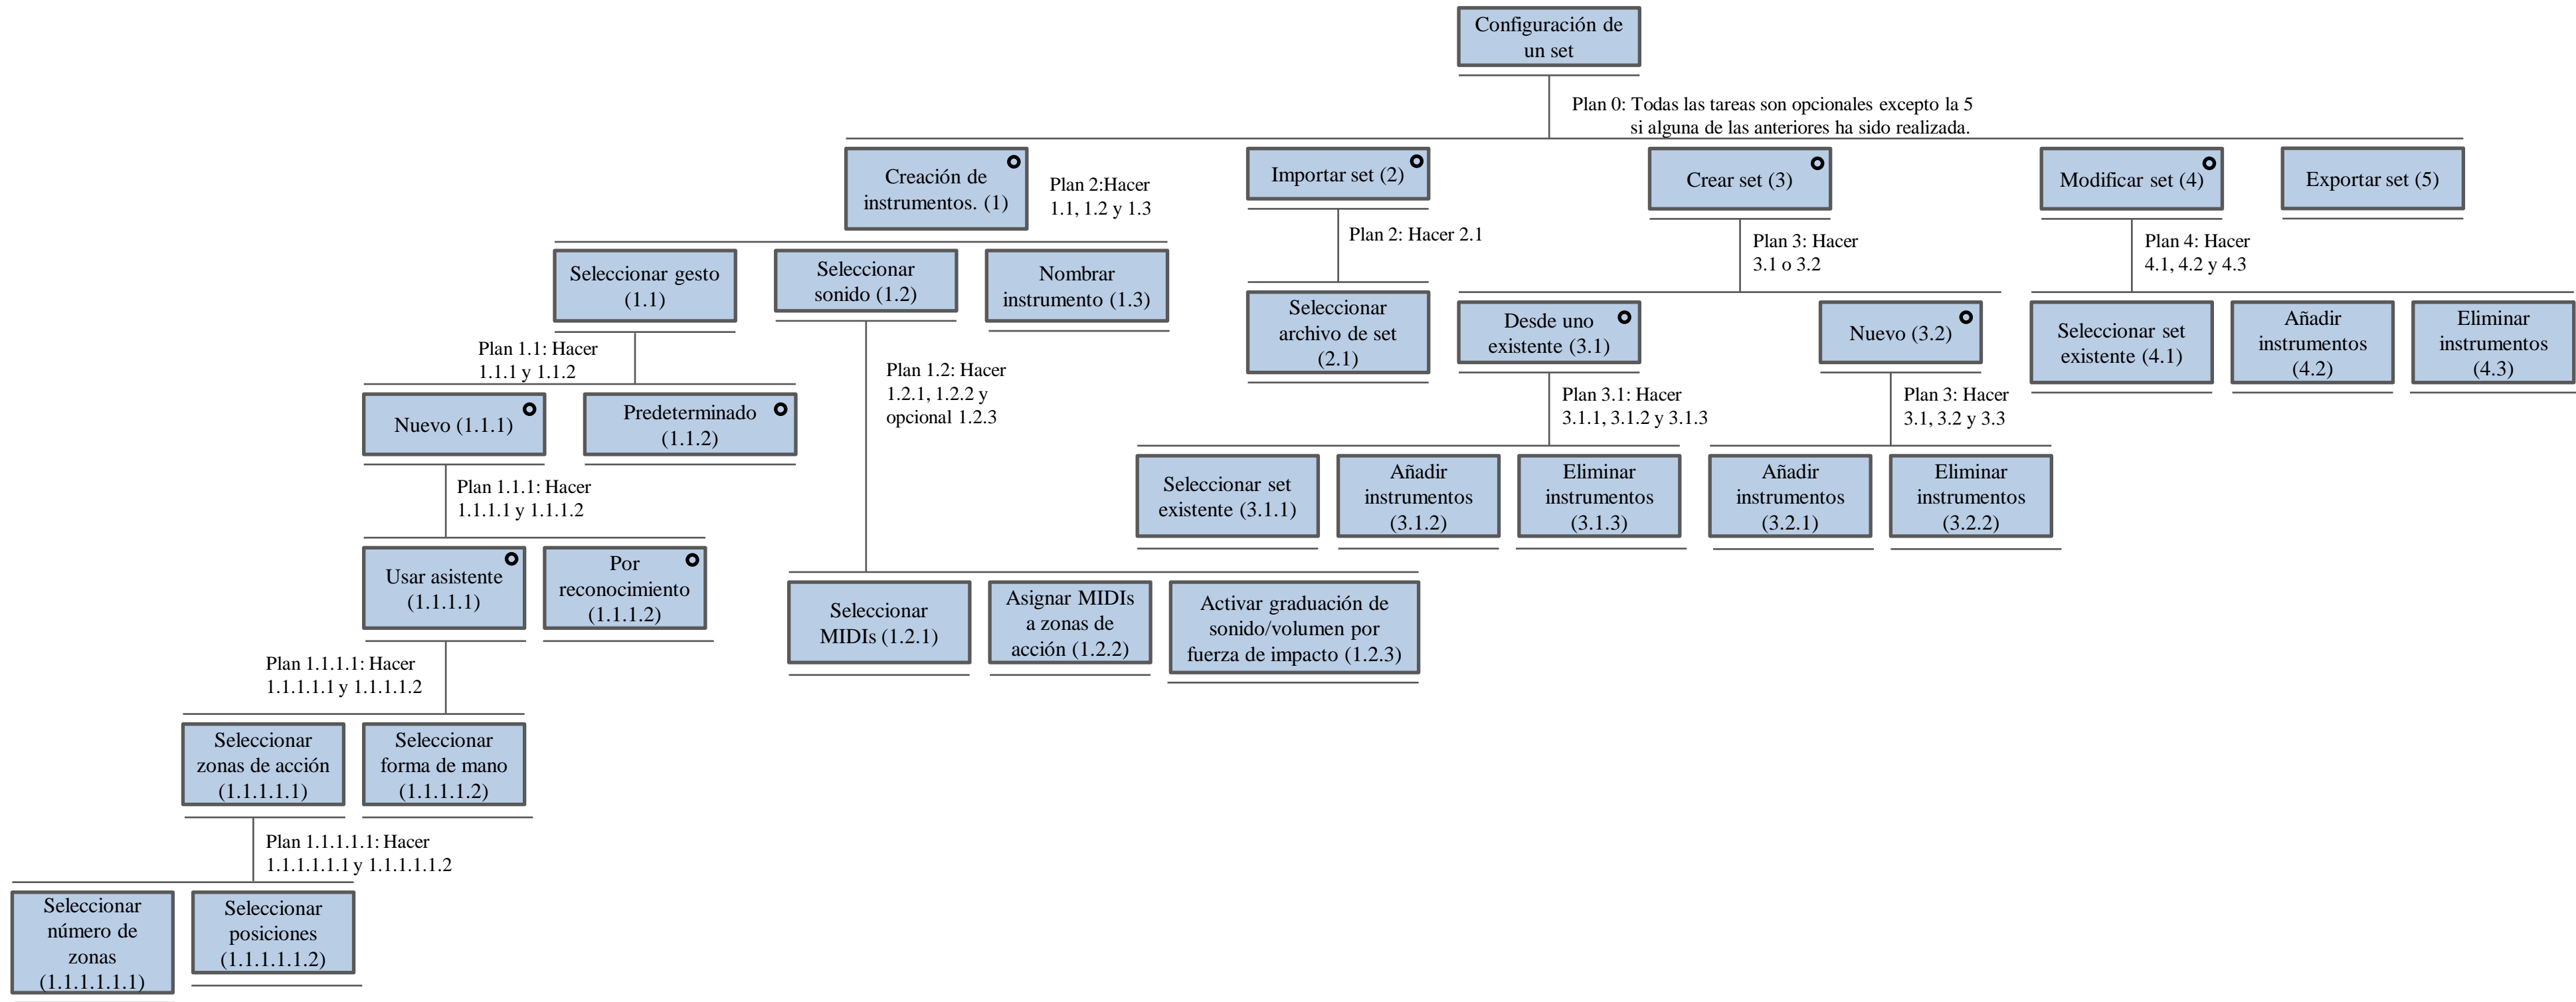 Configuración de
un set
Plan 0: Todas las tareas son opcionales excepto la 5
si alguna de las anteriores ha sido realizada.
Creación de
instrumentos. (1)
Plan 2:Hacer
1.1, 1.2 y 1.3
Importar set (2)
Crear set (3)
Modificar set (4)
Exportar set (5)
Plan 2: Hacer 2.1
Plan 3: Hacer
3.1 o 3.2
Plan 4: Hacer
4.1, 4.2 y 4.3
Seleccionar gesto
(1.1)
Seleccionar
sonido (1.2)
Nombrar
instrumento (1.3)
Seleccionar
archivo de set
(2.1)
Desde uno
existente (3.1)
Nuevo (3.2)
Seleccionar set
existente (4.1)
Añadir
instrumentos
(4.2)
Eliminar
instrumentos
(4.3)
Plan 1.1: Hacer
1.1.1 y 1.1.2
Plan 1.2: Hacer
1.2.1, 1.2.2 y
opcional 1.2.3
Plan 3.1: Hacer
3.1.1, 3.1.2 y 3.1.3
Plan 3: Hacer
3.1, 3.2 y 3.3
Nuevo (1.1.1)
Predeterminado
(1.1.2)
Seleccionar set
existente (3.1.1)
Añadir
instrumentos
(3.1.2)
Eliminar
instrumentos
(3.1.3)
Añadir
instrumentos
(3.2.1)
Eliminar
instrumentos
(3.2.2)
Plan 1.1.1: Hacer
1.1.1.1 y 1.1.1.2
Usar asistente
(1.1.1.1)
Por
reconocimiento
(1.1.1.2)
Seleccionar
MIDIs (1.2.1)
Asignar MIDIs
a zonas de
acción (1.2.2)
Activar graduación de
sonido/volumen por
fuerza de impacto (1.2.3)
Plan 1.1.1.1: Hacer
1.1.1.1.1 y 1.1.1.1.2
Seleccionar
zonas de acción
(1.1.1.1.1)
Seleccionar
forma de mano
(1.1.1.1.2)
Plan 1.1.1.1.1: Hacer
1.1.1.1.1.1 y 1.1.1.1.1.2
Seleccionar
número de
zonas
(1.1.1.1.1.1)
Seleccionar
posiciones
(1.1.1.1.1.2)